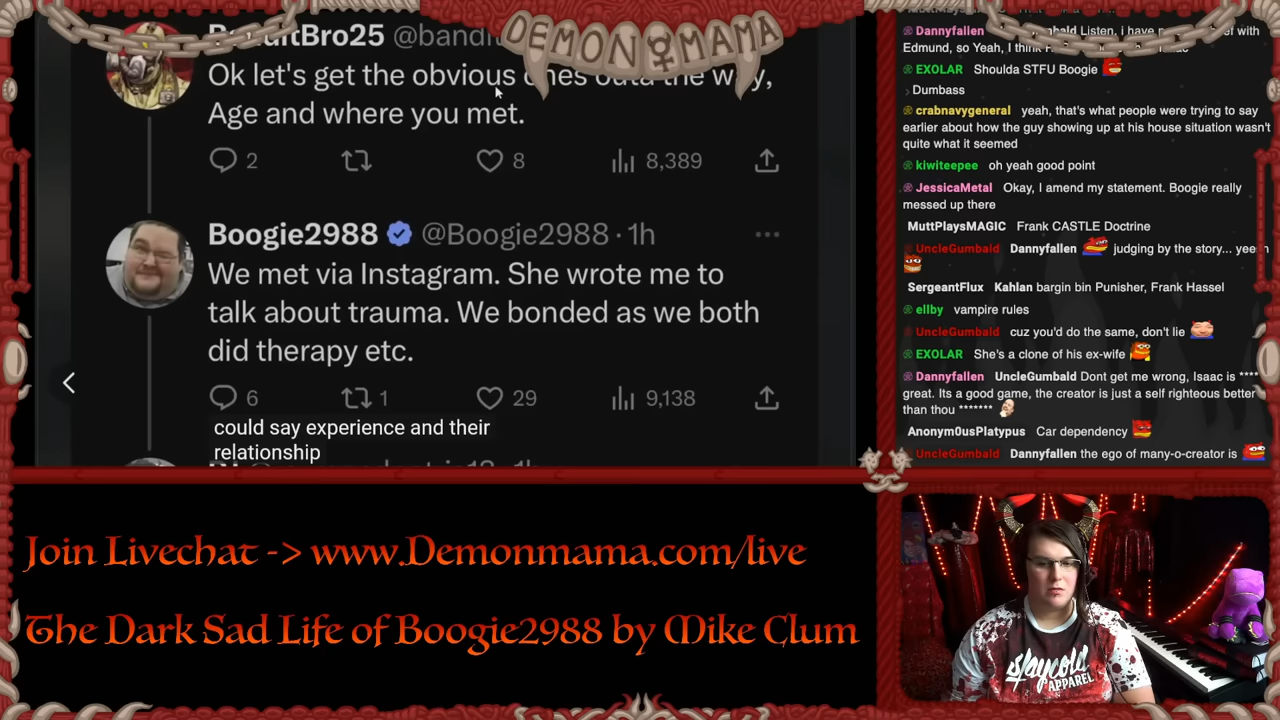 DEMON MAMA
BanditBro25 @bandit
Ok let's get the obvious ones outa the way,
Age and where you met.
2
8
8,389
Boogie2988 @Boogie2988 · 1h
We met via Instagram. She wrote me to
talk about trauma. We bonded as we both
did therapy etc.
6
1
29
9,138
could say experience and their
relationship
Dannyfallen
Listen, i have
with
Edmund, so Yeah, I think
EXOLAR Shoulda STFU Boogie
Dumbass
crabnavygeneral yeah, that's what people were trying to say
earlier about how the guy showing up at his house situation wasn't
quite what it seemed
kiwiteepee oh yeah good point
JessicaMetal Okay, I amend my statement. Boogie really
messed up there
MuttPlaysMAGIC Frank CASTLE Doctrine
UncleGumbald Dannyfallen judging by the story... yeesh
SergeantFlux Kahlan bargin bin Punisher, Frank Hassel
ellby vampire rules
UncleGumbald cuz you'd do the same, don't lie
EXOLAR She's a clone of his ex-wife
Dannyfallen UncleGumbald Dont get me wrong, Isaac is ****
great. Its a good game, the creator is just a self righteous better
than thou *******
Anonym0usPlatypus Car dependency
UncleGumbald Dannyfallen the ego of many-o-creator is
Join Livechat -> www.Demonmama.com/live
The Dark Sad Life of Boogie2988 by Mike Clum
staycold
APPAREL